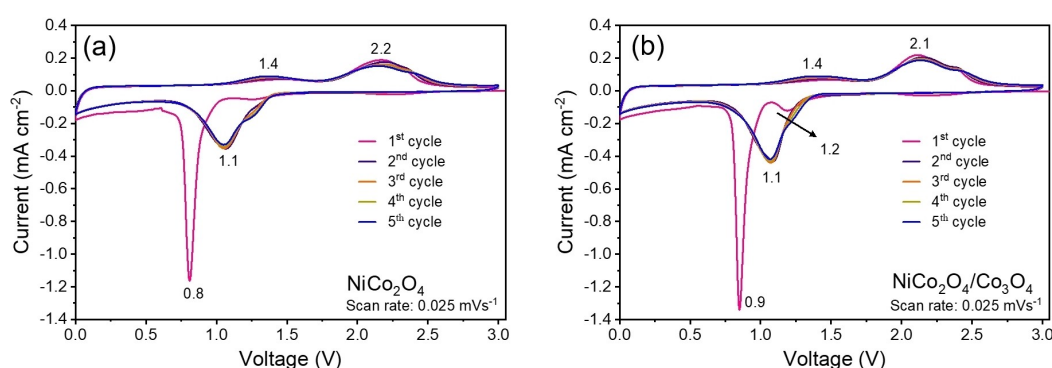 (a)
0.4
0.2
0.0
-0.2
-0.4
-0.6
-0.8
-1.0
-1.2
-1.4
Current (mA cm⁻²)
1.4
2.2
1.1
0.8
1ˢᵗ cycle
2ⁿᵈ cycle
3ʳᵈ cycle
4ᵗʰ cycle
5ᵗʰ cycle
NiCo₂O₄
Scan rate: 0.025 mVs⁻¹
0.0 0.5 1.0 1.5 2.0 2.5 3.0
Voltage (V)
(b)
0.4
0.2
0.0
-0.2
-0.4
-0.6
-0.8
-1.0
-1.2
-1.4
Current (mA cm⁻²)
1.4
2.1
1.2
1.1
0.9
1ˢᵗ cycle
2ⁿᵈ cycle
3ʳᵈ cycle
4ᵗʰ cycle
5ᵗʰ cycle
NiCo₂O₄/Co₃O₄
Scan rate: 0.025 mVs⁻¹
0.0 0.5 1.0 1.5 2.0 2.5 3.0
Voltage (V)